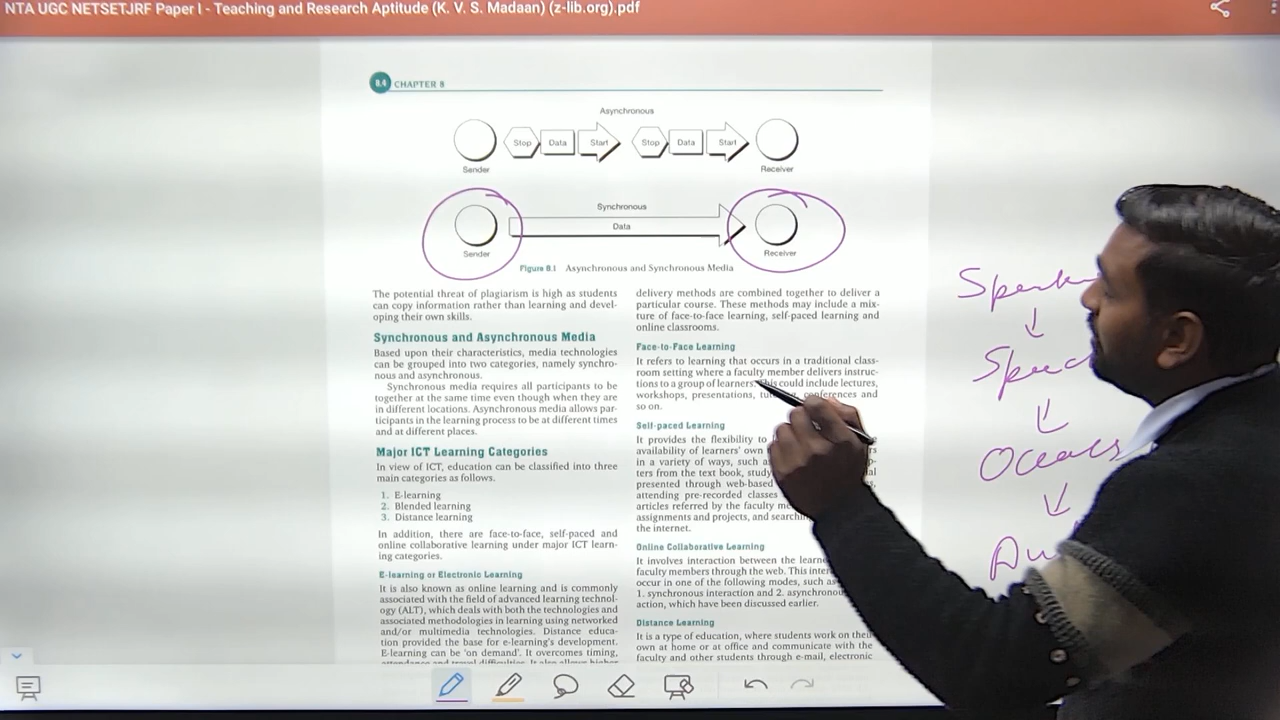 NTA UGC NETSETJRF Paper I - Teaching and Research Aptitude (K. V. S. Madaan) (z-lib.org).pdf
8.4 CHAPTER 8
Asynchronous
Stop Data Start Stop Data Start
Sender Receiver
Synchronous
Data
Sender Receiver
Figure 8.1 Asynchronous and Synchronous Media
The potential threat of plagiarism is high as students
can copy information rather than learning and devel-
oping their own skills.
Synchronous and Asynchronous Media
Based upon their characteristics, media technologies
can be grouped into two categories, namely synchro-
nous and asynchronous.
Synchronous media requires all participants to be
together at the same time even though when they are
in different locations. Asynchronous media allows par-
ticipants in the learning process to be at different times
and at different places.
Major ICT Learning Categories
In view of ICT, education can be classified into three
main categories as follows.
1. E-learning
2. Blended learning
3. Distance learning
In addition, there are face-to-face, self-paced and
online collaborative learning under major ICT learn-
ing categories.
E-learning or Electronic Learning
It is also known as online learning and is commonly
associated with the field of advanced learning technol-
ogy (ALT), which deals with both the technologies and
associated methodologies in learning using networked
and/or multimedia technologies. Distance educa-
tion provided the base for e-learning's development.
E-learning can be 'on demand'. It overcomes timing,
attendance and travel difficulties. It also allows higher
delivery methods are combined together to deliver a
particular course. These methods may include a mix-
ture of face-to-face learning, self-paced learning and
online classrooms.
Face-to-Face Learning
It refers to learning that occurs in a traditional class-
room setting where a faculty member delivers instruc-
tions to a group of learners. This could include lectures,
workshops, presentations, conferences and
so on.
Self-paced Learning
It provides the flexibility to
availability of learners' own
in a variety of ways, such as
ters from the text book, study
presented through web-based
attending pre-recorded classes
articles referred by the faculty
assignments and projects, and
the internet.
Online Collaborative Learning
It involves interaction between the
faculty members through the web. This
occur in one of the following modes, such as
1. synchronous interaction and 2.
action, which have been discussed earlier.
Distance Learning
It is a type of education, where students work on their
own at home or at office and communicate with the
faculty and other students through e-mail, electronic